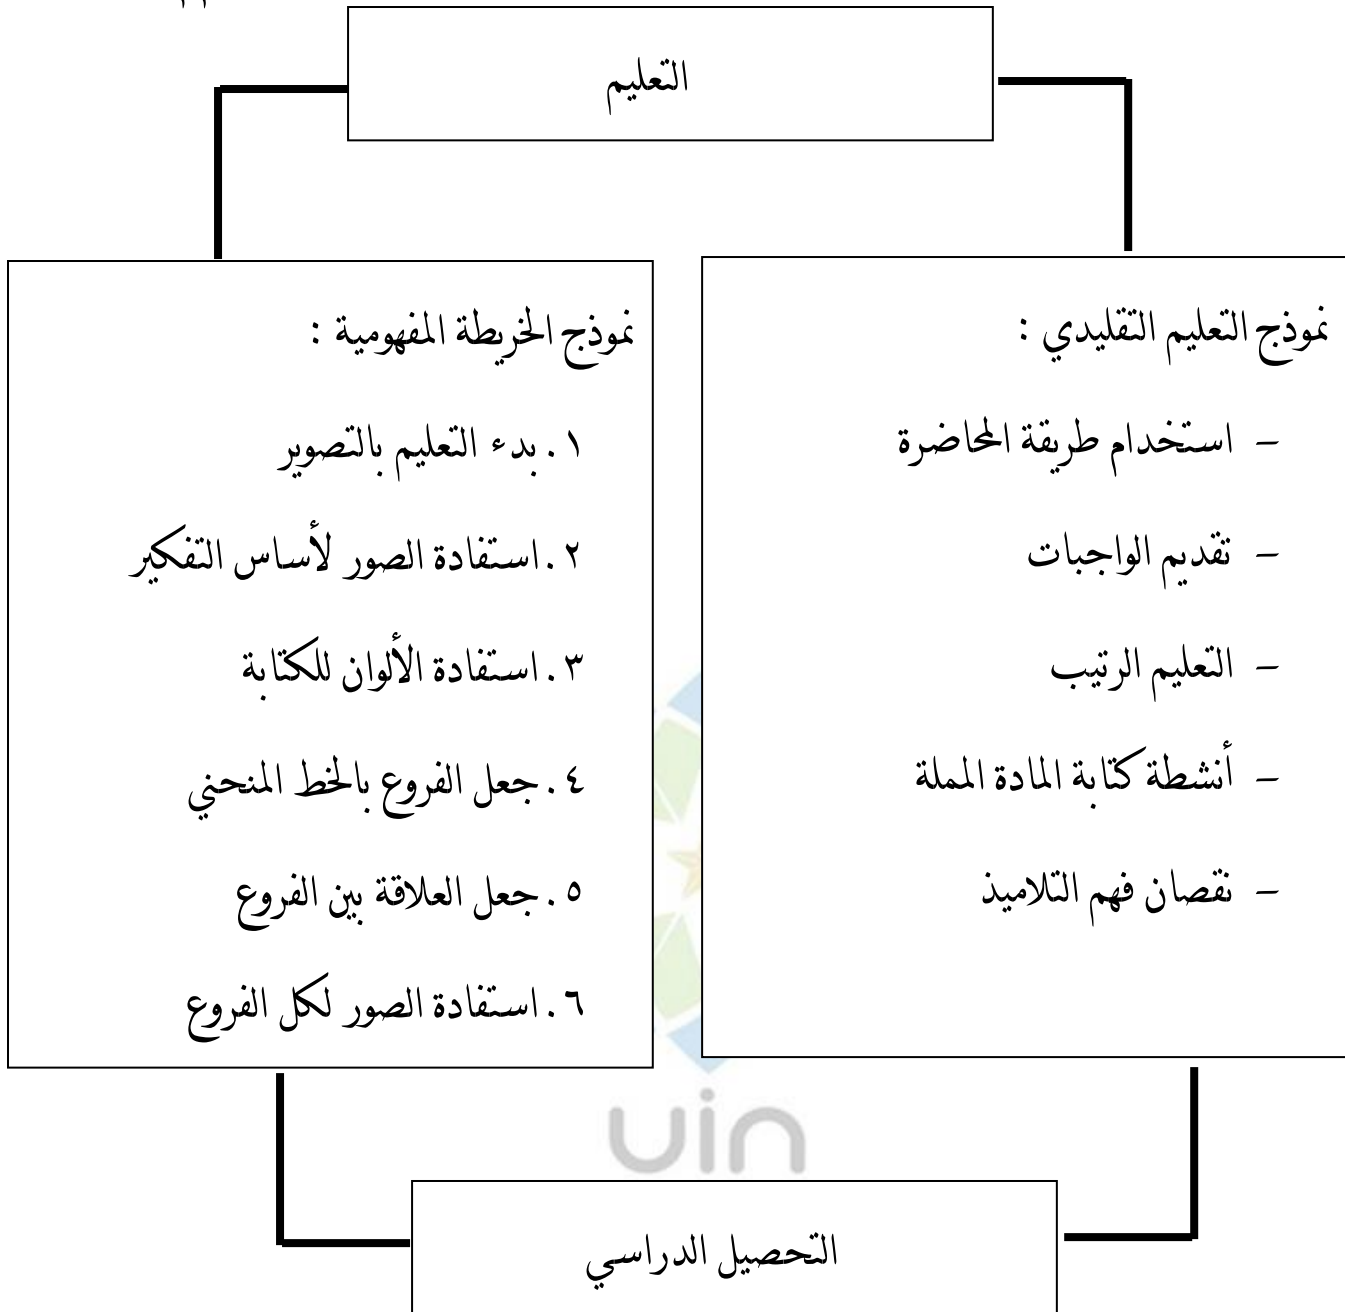 التعليم
نموذج التعليم التقليدي :
– استخدام طريقة المحاضرة
– تقديم الواجبات
– التعليم الرتيب
– أنشطة كتابة المادة المملة
– نقصان فهم التلاميذ
نموذج الخريطة المفهومية :
١. بدء التعليم بالتصوير
٢. استفادة الصور لأساس التفكير
٣. استفادة الألوان للكتابة
٤. جعل الفروع بالخط المنحني
٥. جعل العلاقة بين الفروع
٦. استفادة الصور لكل الفروع
uin
التحصيل الدراسي